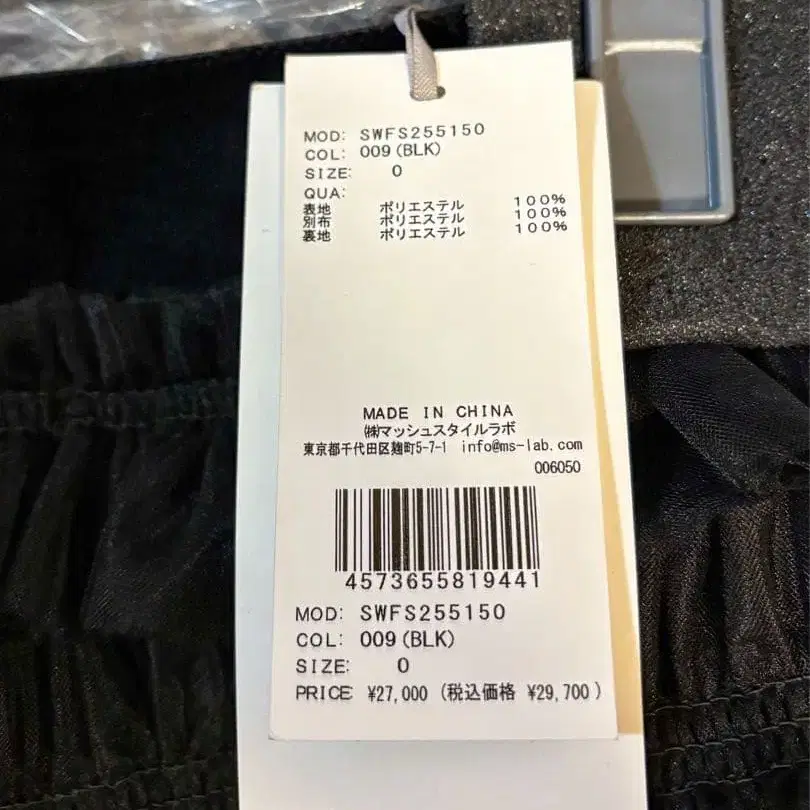 MOD: SWFS255150
COL: 009(BLK)
SIZE: 0
QUA:
表地 ポリエステル 100%
別布 ポリエステル 100%
裏地 ポリエステル 100%
MADE IN CHINA
㈱マッシュスタイルラボ
東京都千代田区麹町5-7-1 info@ms-lab.com
006050
4573655819441
MOD: SWFS255150
COL: 009(BLK)
SIZE: 0
PRICE: ¥27,000 (税込価格 ¥29,700)